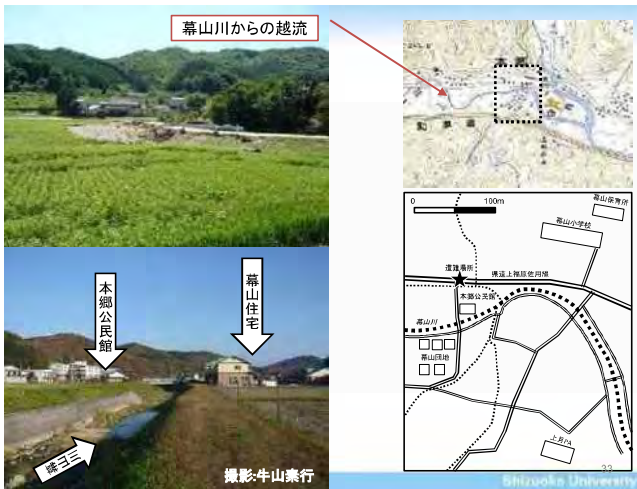 幕山川からの越流
本郷公民館
幕山住宅
撮影:牛山素行
0 100m
幕山保育所
幕山小学校
遭難場所
県道上福原佐用線
本郷公民館
幕山川
幕山団地
上月PA
33
Shizuoka University